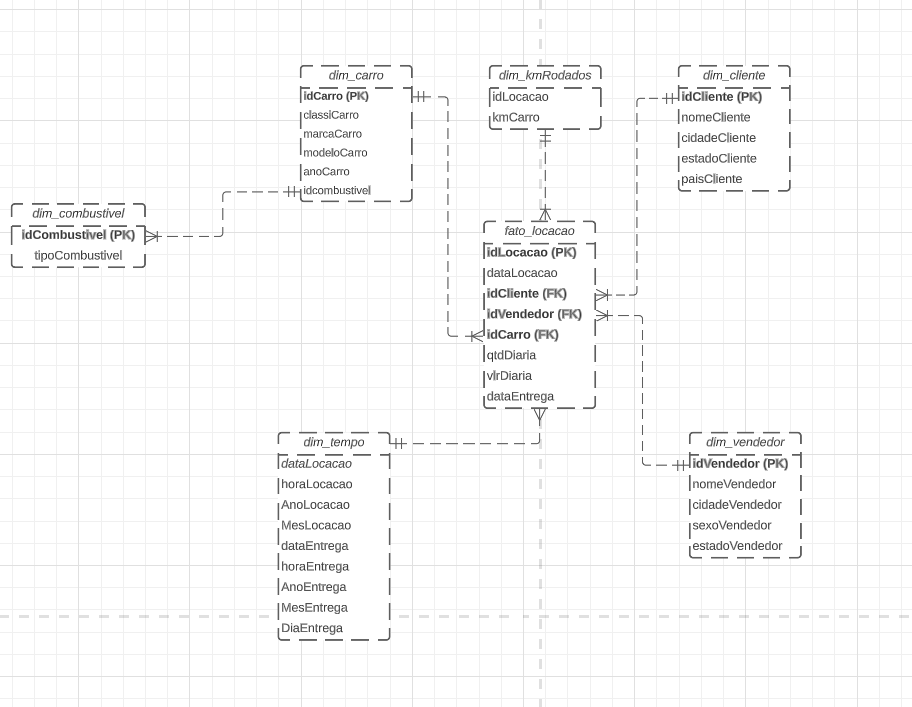 dim_carro
idCarro (PK)
classiCarro
marcaCarro
modeloCarro
anoCarro
idcombustivel
dim_kmRodados
idLocacao
kmCarro
dim_cliente
idCliente (PK)
nomeCliente
cidadeCliente
estadoCliente
paisCliente
dim_combustivel
idCombustivel (PK)
tipoCombustivel
fato_locacao
idLocacao (PK)
dataLocacao
idCliente (FK)
idVendedor (FK)
idCarro (FK)
qtdDiaria
vlrDiaria
dataEntrega
dim_tempo
dataLocacao
horaLocacao
AnoLocacao
MesLocacao
dataEntrega
horaEntrega
AnoEntrega
MesEntrega
DiaEntrega
dim_vendedor
idVendedor (PK)
nomeVendedor
cidadeVendedor
sexoVendedor
estadoVendedor